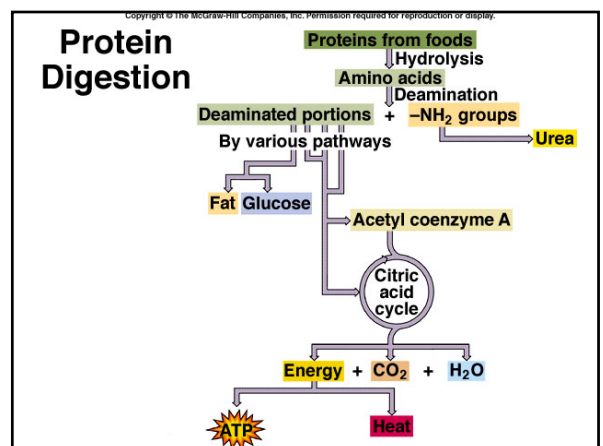 Copyright © The McGraw-Hill Companies, Inc. Permission required for reproduction or display.
Protein
Digestion
Proteins from foods
Hydrolysis
Amino acids
Deamination
Deaminated portions + –NH₂ groups
By various pathways
Urea
Fat Glucose
Acetyl coenzyme A
Citric
acid
cycle
Energy + CO₂ + H₂O
ATP
Heat